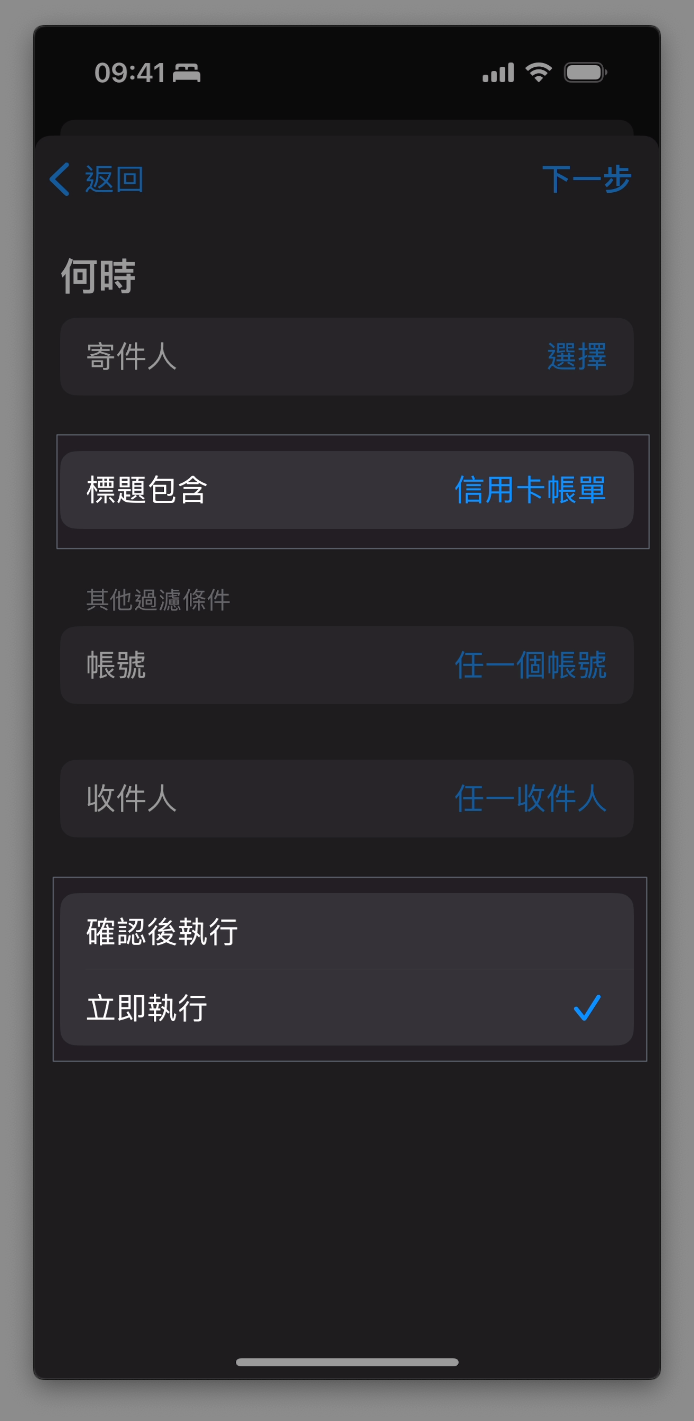 09:41
返回 下一步
何時
寄件人 選擇
標題包含 信用卡帳單
其他過濾條件
帳號 任一個帳號
收件人 任一收件人
確認後執行
立即執行